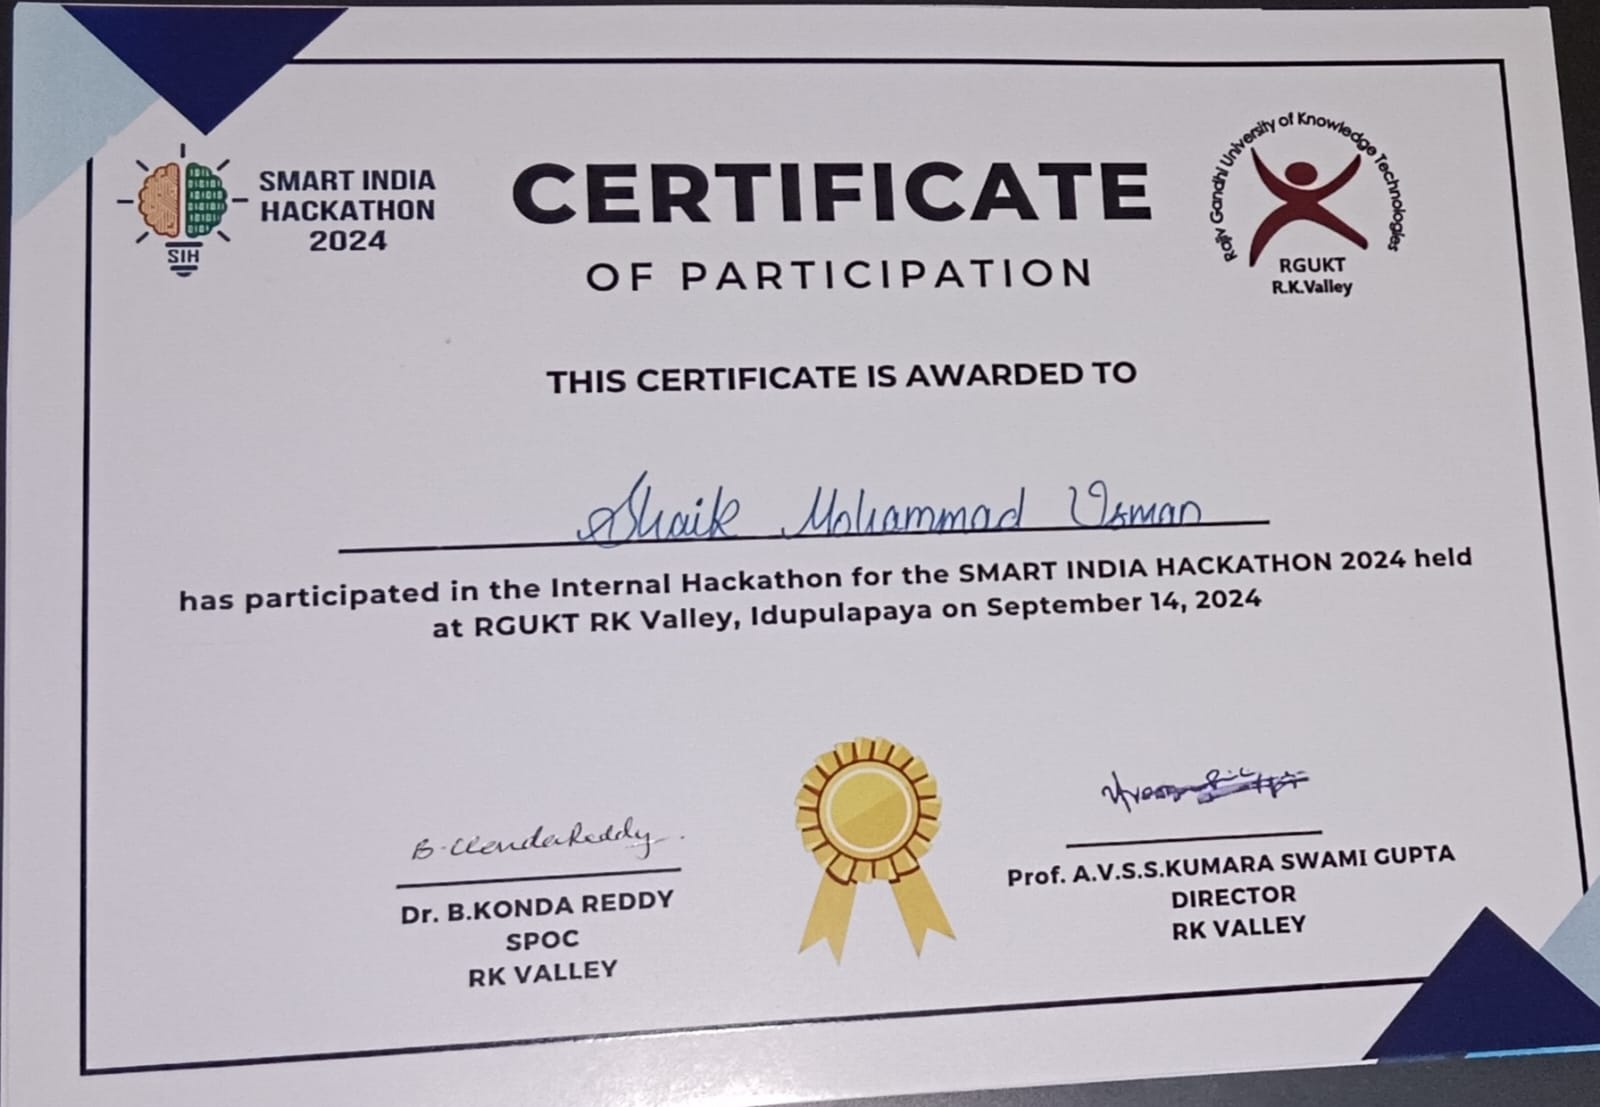 SMART INDIA
HACKATHON
2024
SIH
CERTIFICATE
OF PARTICIPATION
Rajiv Gandhi University of Knowledge Technologies
RGUKT
R.K.Valley
THIS CERTIFICATE IS AWARDED TO
Shaik Mohammad Usman
has participated in the Internal Hackathon for the SMART INDIA HACKATHON 2024 held
at RGUKT RK Valley, Idupulapaya on September 14, 2024
Dr. B.KONDA REDDY
SPOC
RK VALLEY
Prof. A.V.S.S.KUMARA SWAMI GUPTA
DIRECTOR
RK VALLEY